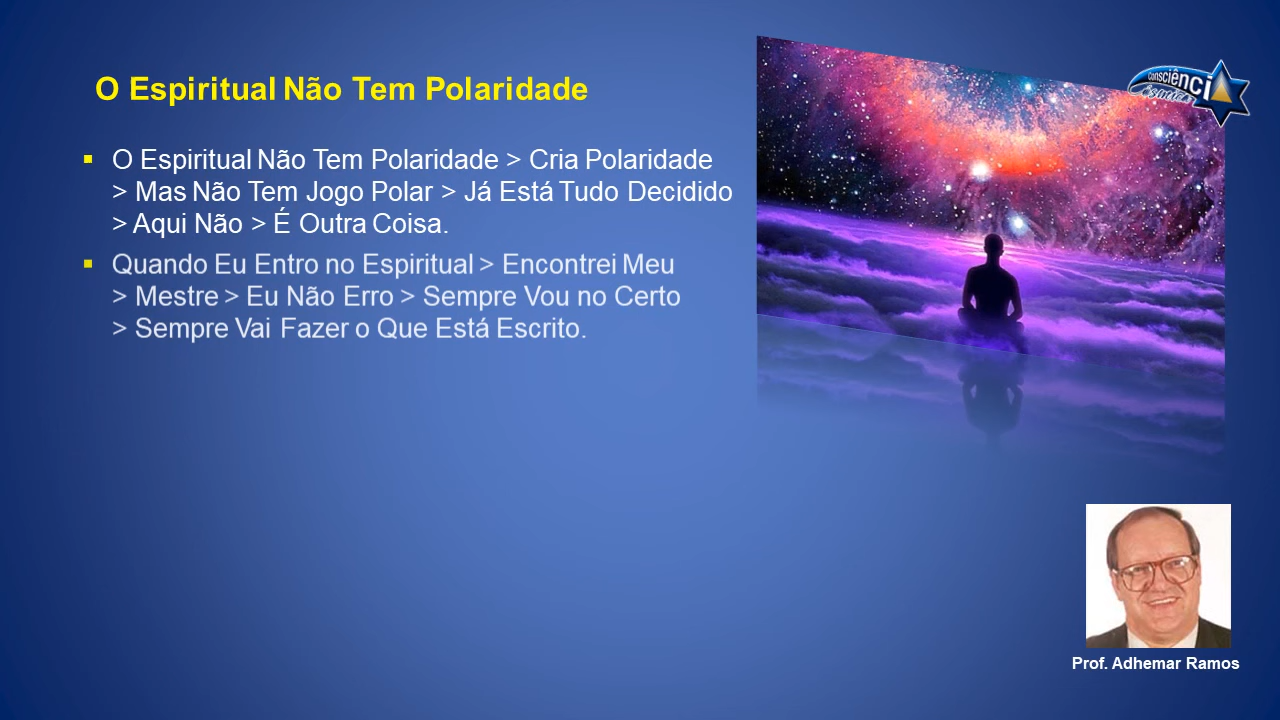 O Espiritual Não Tem Polaridade
O Espiritual Não Tem Polaridade > Cria Polaridade
> Mas Não Tem Jogo Polar > Já Está Tudo Decidido
> Aqui Não > É Outra Coisa.
Quando Eu Entro no Espiritual > Encontrei Meu
> Mestre > Eu Não Erro > Sempre Vou no Certo
> Sempre Vai Fazer o Que Está Escrito.
Consciênci
Prof. Adhemar Ramos